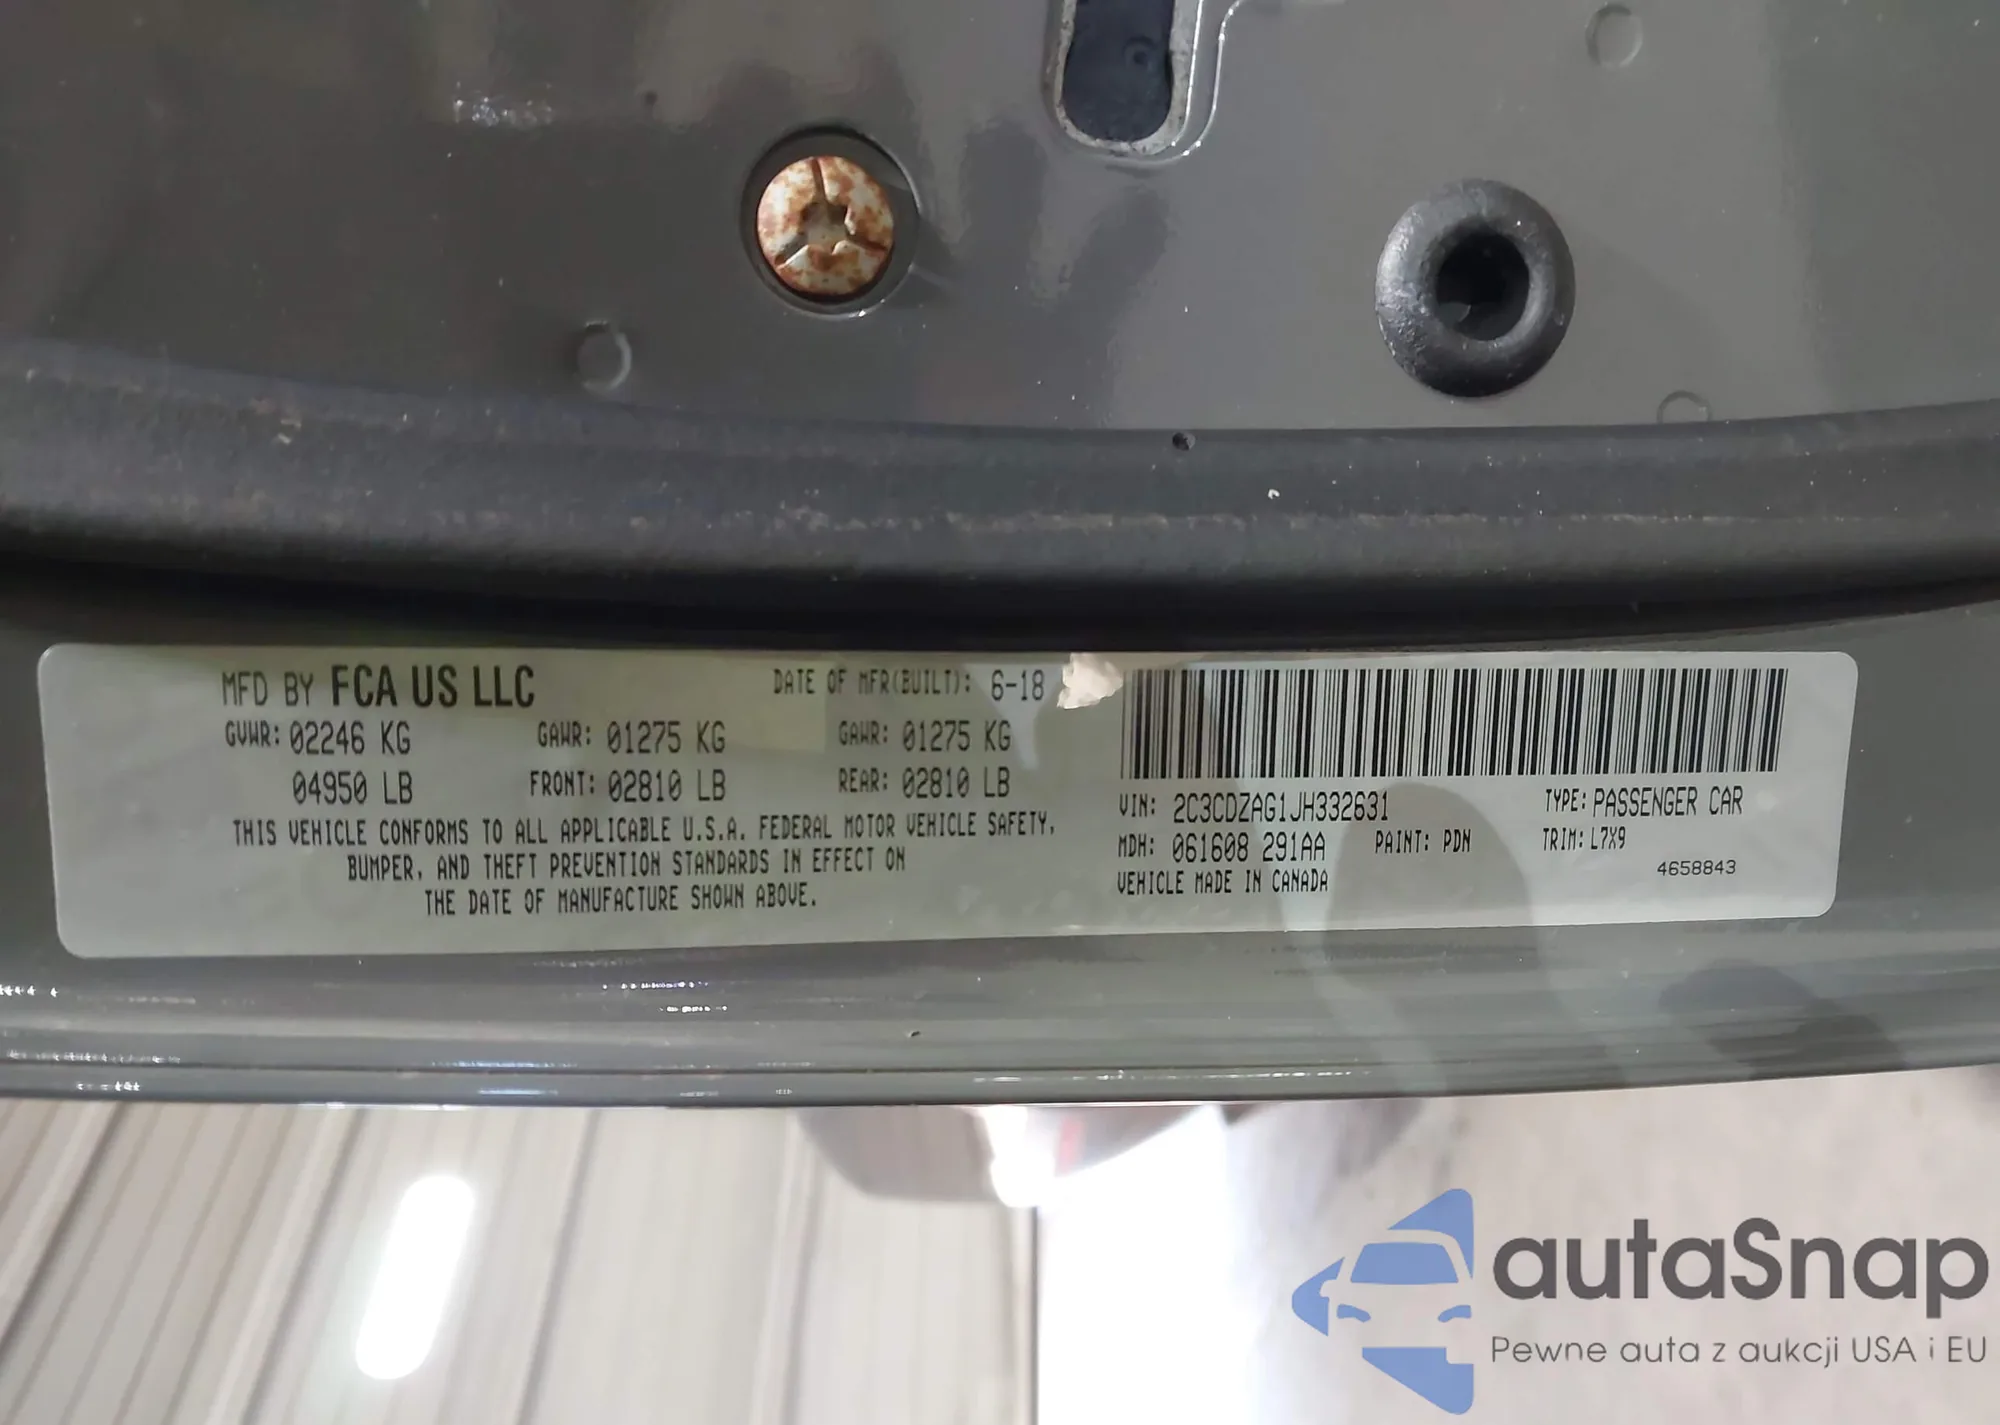 MFD BY FCA US LLC DATE OF MFR(BUILT): 6-18
GVWR: 02246 KG GAWR: 01275 KG GAWR: 01275 KG
04950 LB FRONT: 02810 LB REAR: 02810 LB
THIS VEHICLE CONFORMS TO ALL APPLICABLE U.S.A. FEDERAL MOTOR VEHICLE SAFETY,
BUMPER, AND THEFT PREVENTION STANDARDS IN EFFECT ON
THE DATE OF MANUFACTURE SHOWN ABOVE.
VIN: 2C3CDZAG1JH332631 TYPE: PASSENGER CAR
MDH: 061608 291AA PAINT: PDN TRIM: L7X9
VEHICLE MADE IN CANADA 4658843
autaSnap
Pewne auta z aukcji USA i EU